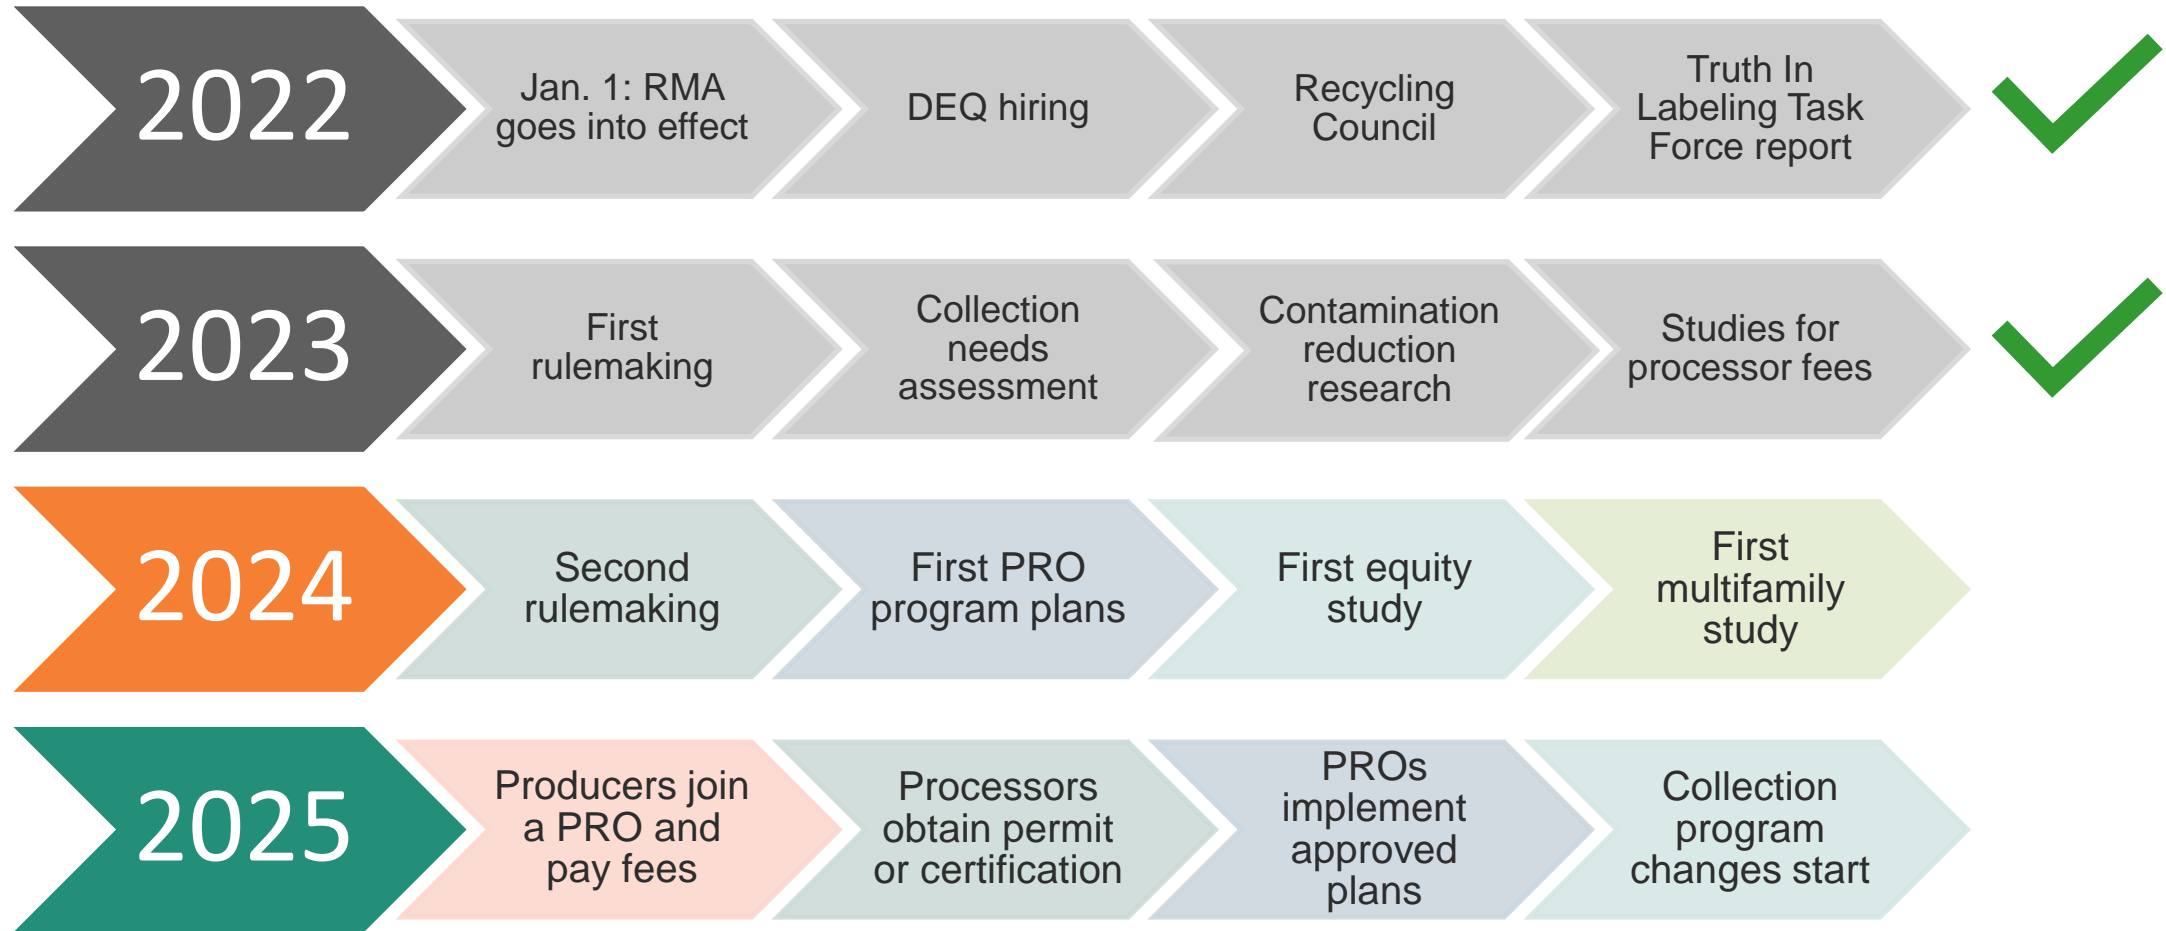 2022
Jan. 1: RMA
goes into effect
DEQ hiring
Recycling
Council
Truth In
Labeling Task
Force report
2023
First
rulemaking
Collection
needs
assessment
Contamination
reduction
research
Studies for
processor fees
2024
Second
rulemaking
First PRO
program plans
First equity
study
First
multifamily
study
2025
Producers join
a PRO and
pay fees
Processors
obtain permit
or certification
PROs
implement
approved
plans
Collection
program
changes start